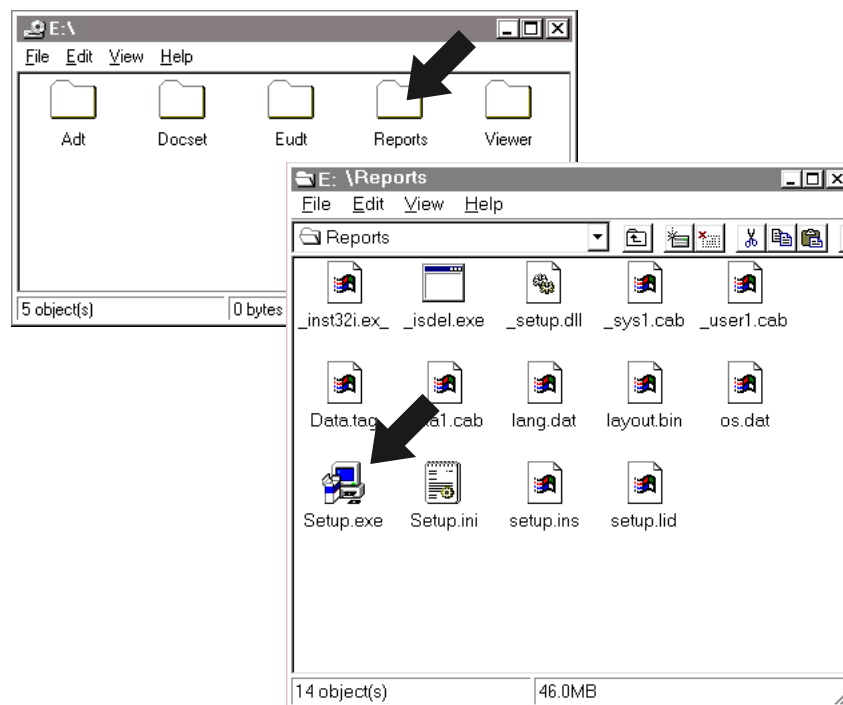 E:\
File Edit View Help
Adt Docset Eudt Reports Viewer
5 object(s) 0 bytes
E: \Reports
File Edit View Help
Reports
_inst32i.ex_ _isdel.exe _setup.dll _sys1.cab _user1.cab
Data.tag a1.cab lang.dat layout.bin os.dat
Setup.exe Setup.ini setup.ins setup.lid
14 object(s) 46.0MB